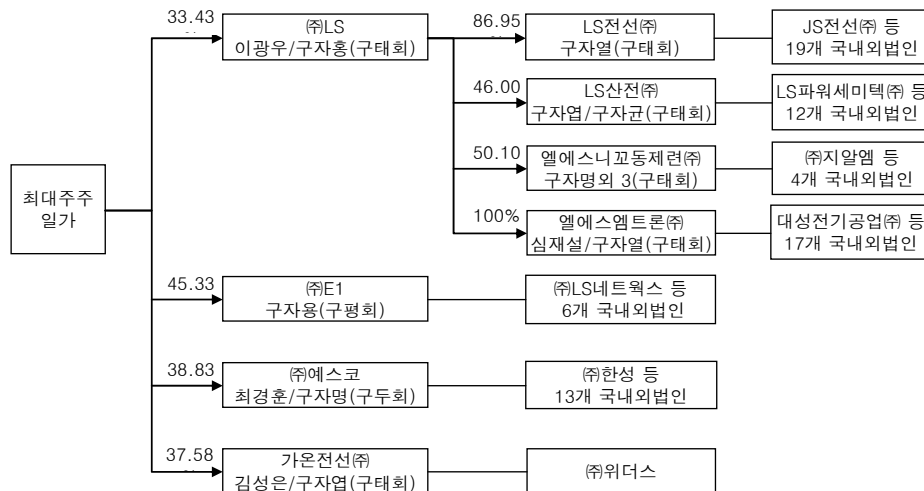 33.43
㈜LS
이광우/구자홍(구태회)
86.95
LS전선㈜
구자열(구태회)
JS전선㈜ 등
19개 국내외법인
46.00
LS산전㈜
구자엽/구자균(구태회)
LS파워세미텍㈜ 등
12개 국내외법인
50.10
엘에스니꼬동제련㈜
구자명외 3(구태회)
㈜지알엠 등
4개 국내외법인
최대주주
일가
100%
엘에스엠트론㈜
심재설/구자열(구태회)
대성전기공업㈜ 등
17개 국내외법인
45.33
㈜E1
구자용(구평회)
㈜LS네트웍스 등
6개 국내외법인
38.83
㈜예스코
최경훈/구자명(구두회)
㈜한성 등
13개 국내외법인
37.58
가온전선㈜
김성은/구자엽(구태회)
㈜위더스